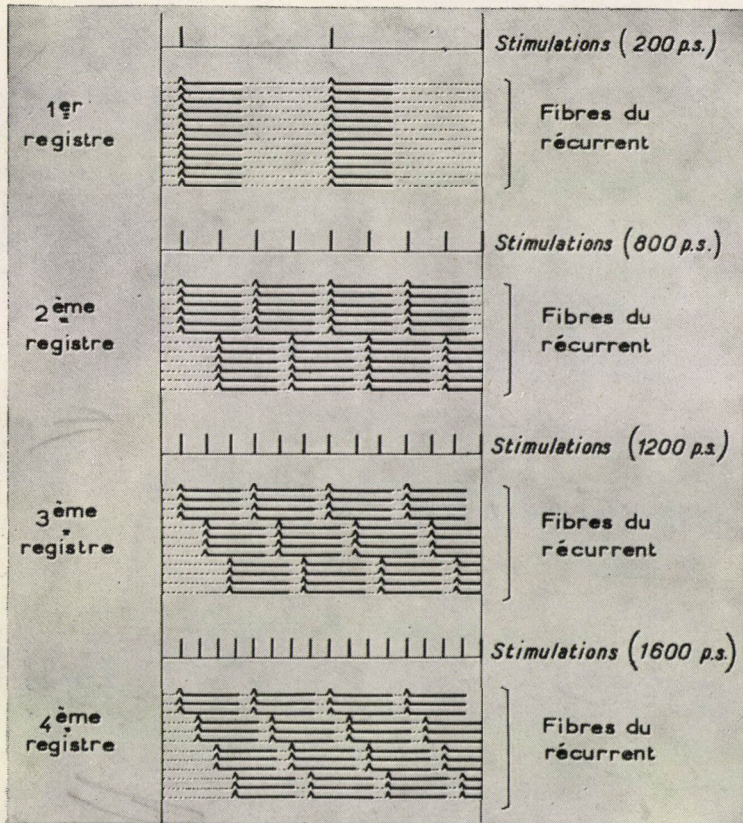 Stimulations (200 p.s.)
1er
registre
Fibres du
récurrent
Stimulations (800 p.s.)
2ème
registre
Fibres du
récurrent
Stimulations (1200 p.s.)
3ème
registre
Fibres du
récurrent
Stimulations (1600 p.s.)
4ème
registre
Fibres du
récurrent